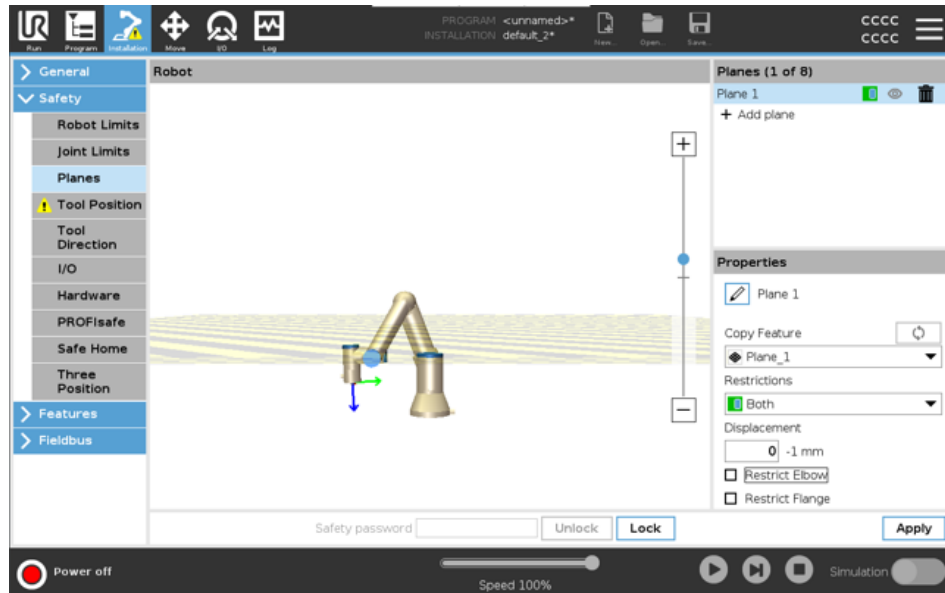 PROGRAM <unnamed>*
INSTALLATION default_2*
UR
Run
Program
Installation
Move
I/O
Log
New...
Open...
Save...
CCCC
CCCC
General
Safety
Robot Limits
Joint Limits
Planes
Tool Position
Tool
Direction
I/O
Hardware
PROFIsafe
Safe Home
Three
Position
Features
Fieldbus
Robot
Planes (1 of 8)
Plane 1
+ Add plane
Properties
Plane 1
Copy Feature
Plane_1
Restrictions
Both
Displacement
0 -1 mm
Restrict Elbow
Restrict Flange
Safety password
Unlock
Lock
Apply
Power off
Speed 100%
Simulation